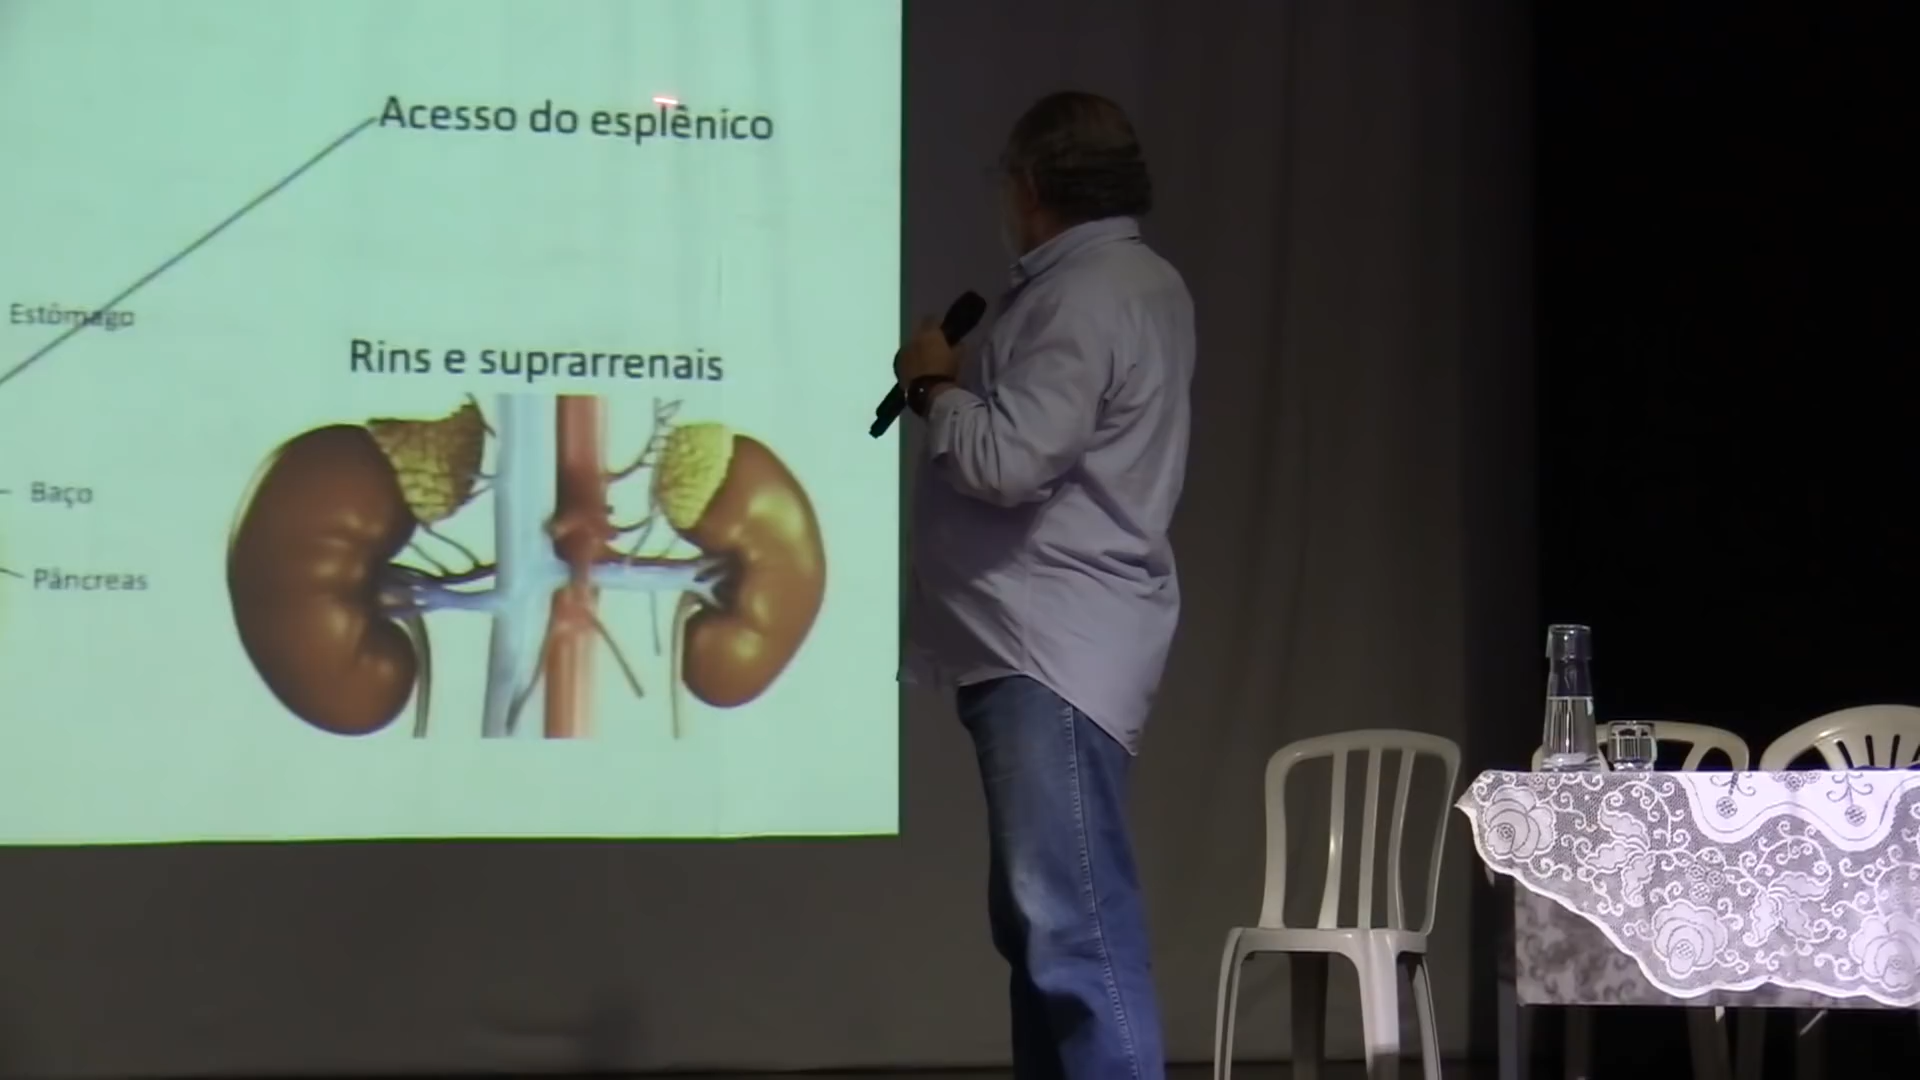 Acesso do esplênico
Estômago
Rins e suprarrenais
Baço
Pâncreas